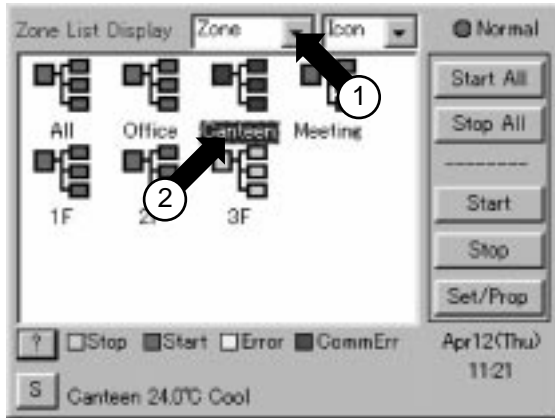 Zone List Display Zone Icon Normal
1
Start All
Stop All
--------
Start
Stop
Set/Prop
All Office Canteen Meeting
2
1F 2F 3F
? Stop Start Error CommErr
Apr12(Thu)
11:21
S Canteen 24.0°C Cool